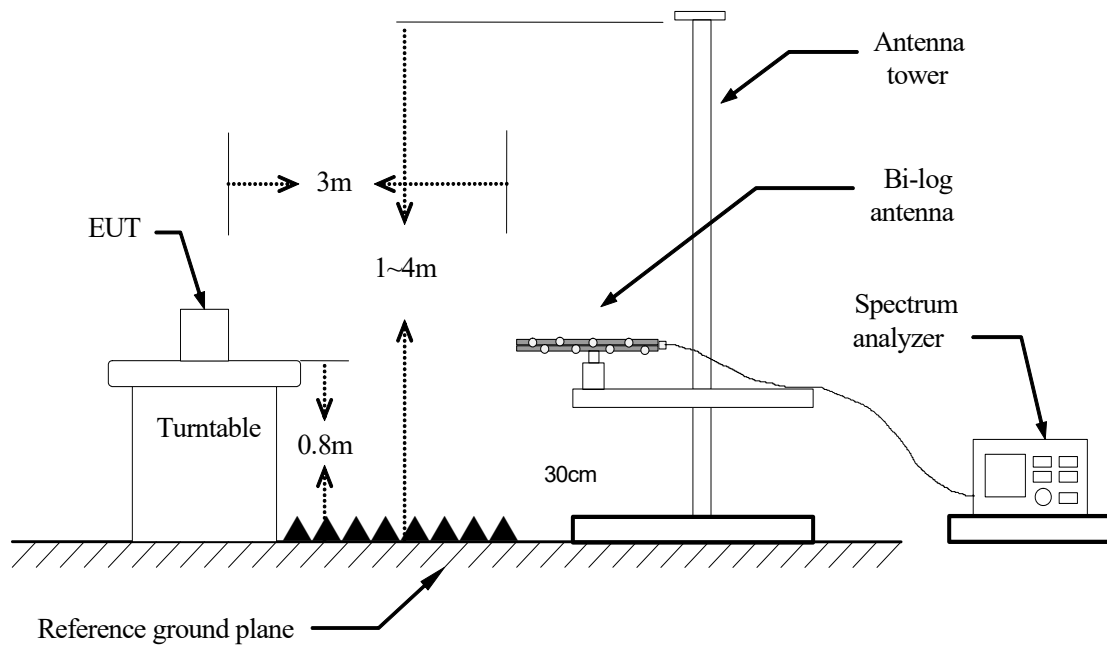 Antenna
tower
3m
Bi-log
antenna
EUT
1~4m
Spectrum
analyzer
Turntable
0.8m
30cm
Reference ground plane